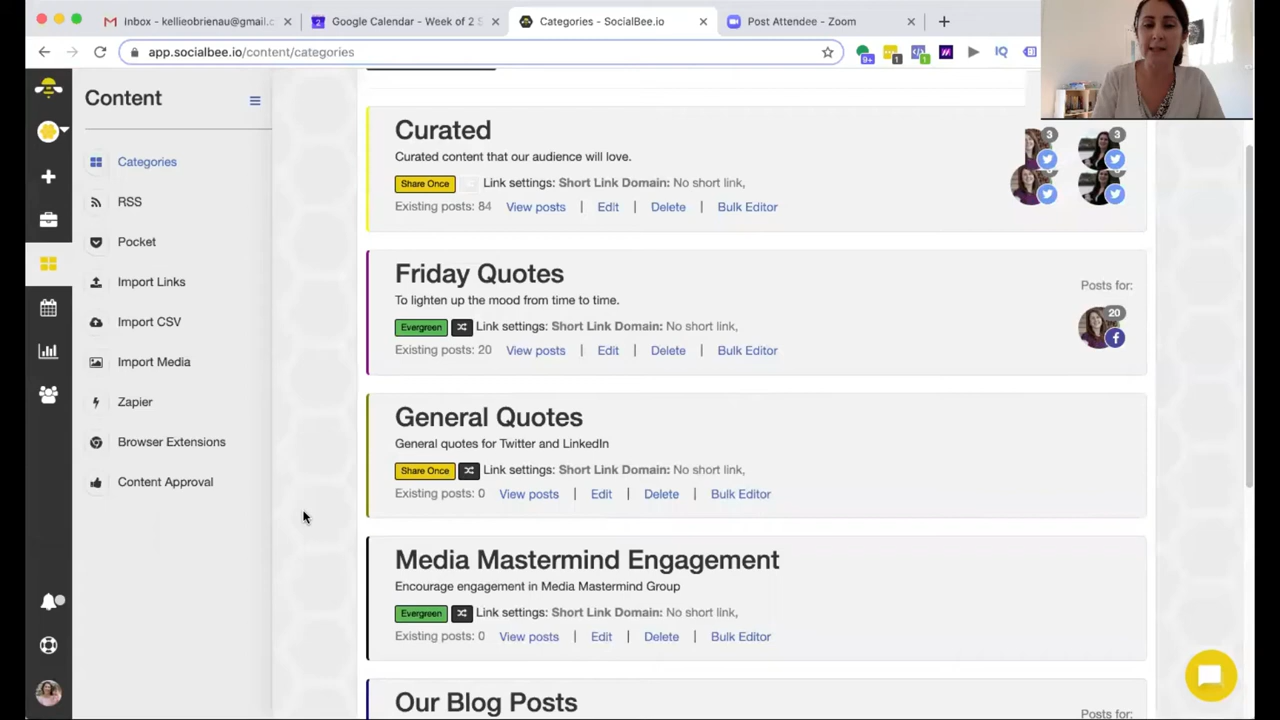 Inbox - kellieobrienau@gmail.c
Google Calendar - Week of 2 S
Categories - SocialBee.io
Post Attendee - Zoom
app.socialbee.io/content/categories
9+
1
1
IQ
Content
Categories
RSS
Pocket
Import Links
Import CSV
Import Media
Zapier
Browser Extensions
Content Approval
Curated
Curated content that our audience will love.
Share Once Link settings: Short Link Domain: No short link,
Existing posts: 84 View posts | Edit | Delete | Bulk Editor
3
3
Friday Quotes
To lighten up the mood from time to time.
Evergreen Link settings: Short Link Domain: No short link,
Existing posts: 20 View posts | Edit | Delete | Bulk Editor
Posts for:
20
General Quotes
General quotes for Twitter and LinkedIn
Share Once Link settings: Short Link Domain: No short link,
Existing posts: 0 View posts | Edit | Delete | Bulk Editor
Media Mastermind Engagement
Encourage engagement in Media Mastermind Group
Evergreen Link settings: Short Link Domain: No short link,
Existing posts: 0 View posts | Edit | Delete | Bulk Editor
Our Blog Posts
Posts for: